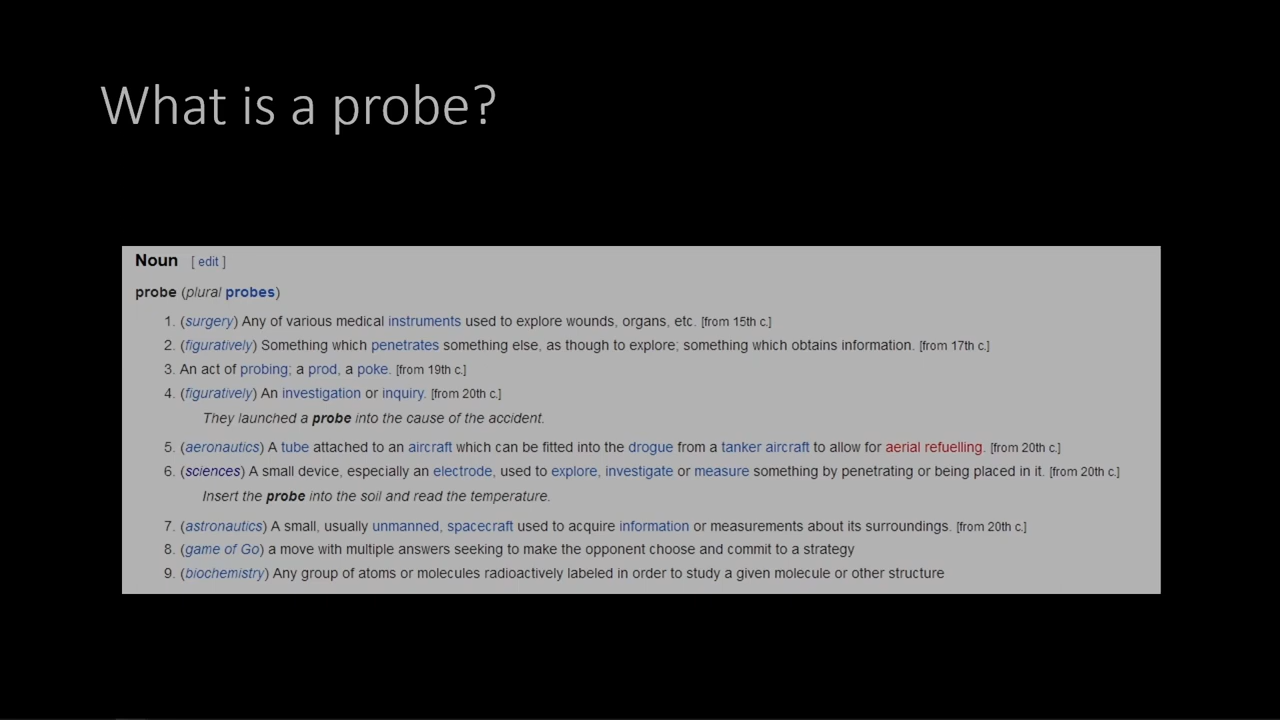 What is a probe?
Noun [ edit ]
probe (plural probes)
1. (surgery) Any of various medical instruments used to explore wounds, organs, etc. [from 15th c.]
2. (figuratively) Something which penetrates something else, as though to explore; something which obtains information. [from 17th c.]
3. An act of probing; a prod, a poke. [from 19th c.]
4. (figuratively) An investigation or inquiry. [from 20th c.]
They launched a probe into the cause of the accident.
5. (aeronautics) A tube attached to an aircraft which can be fitted into the drogue from a tanker aircraft to allow for aerial refuelling. [from 20th c.]
6. (sciences) A small device, especially an electrode, used to explore, investigate or measure something by penetrating or being placed in it. [from 20th c.]
Insert the probe into the soil and read the temperature.
7. (astronautics) A small, usually unmanned, spacecraft used to acquire information or measurements about its surroundings. [from 20th c.]
8. (game of Go) a move with multiple answers seeking to make the opponent choose and commit to a strategy
9. (biochemistry) Any group of atoms or molecules radioactively labeled in order to study a given molecule or other structure